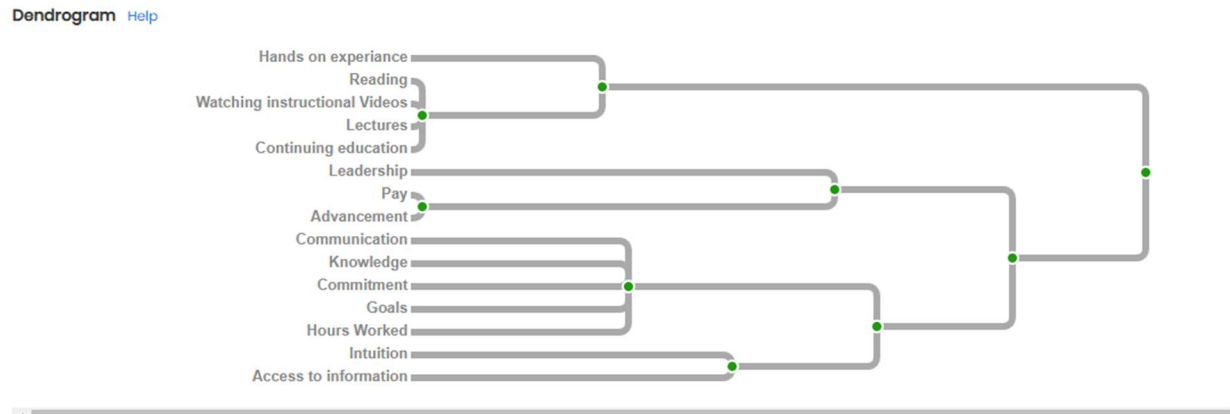 Dendrogram Help
Hands on experiance
Reading
Watching instructional Videos
Lectures
Continuing education
Leadership
Pay
Advancement
Communication
Knowledge
Commitment
Goals
Hours Worked
Intuition
Access to information